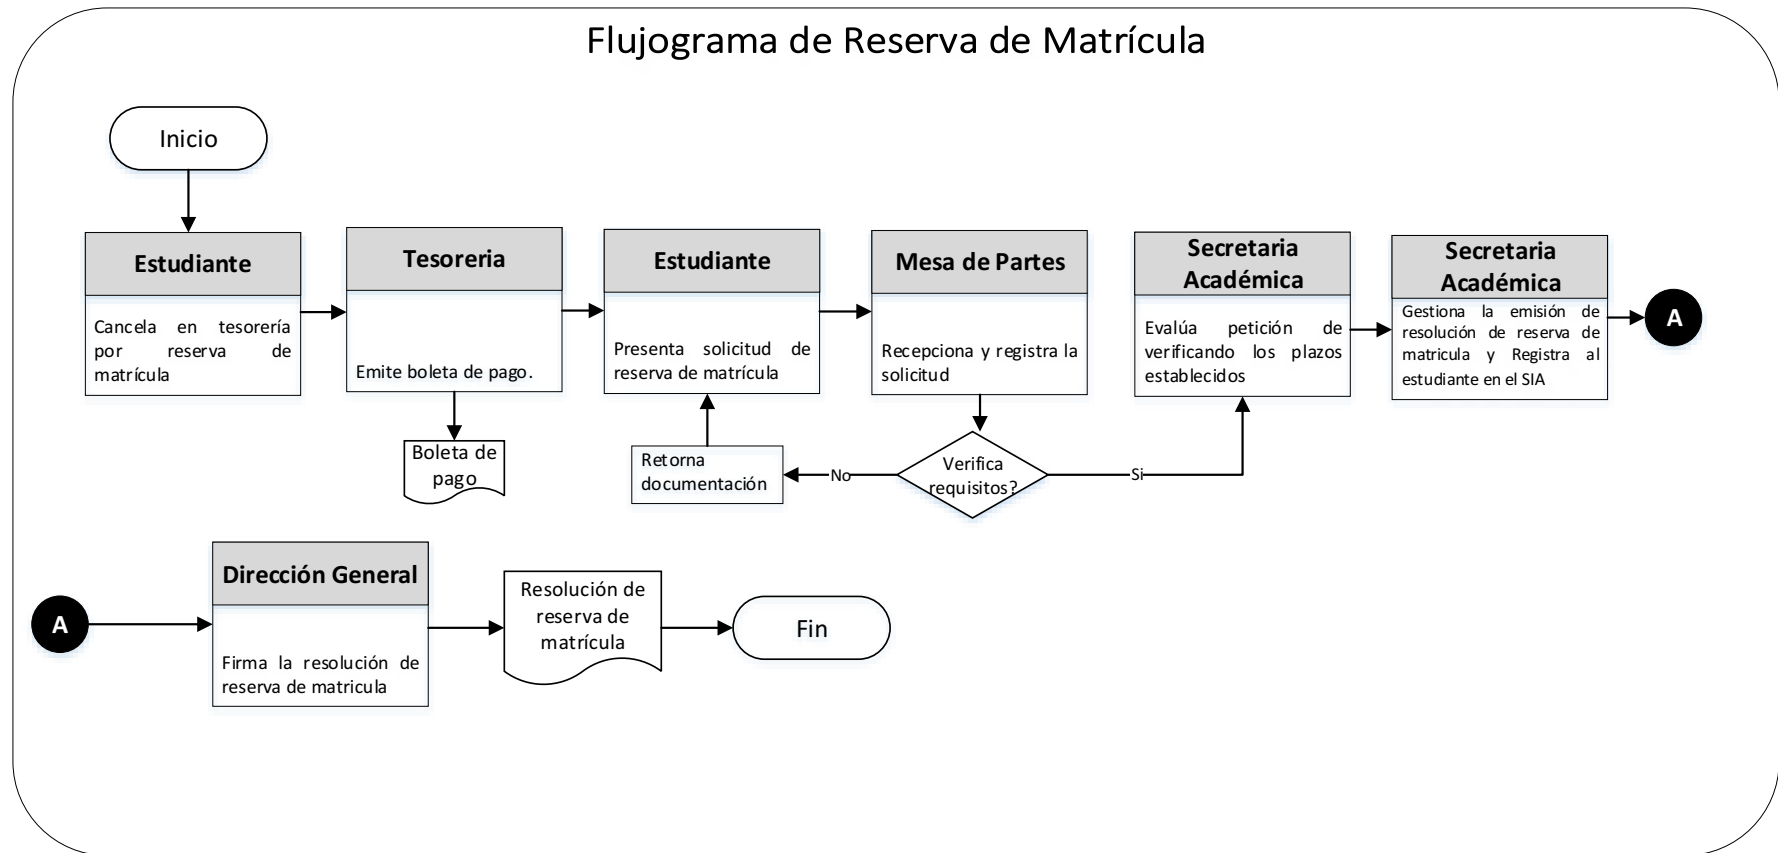 Flujograma de Reserva de Matrícula
Inicio
Estudiante
Cancela en tesorería
por reserva de
matrícula
Tesoreria
Emite boleta de pago.
Boleta de
pago
Estudiante
Presenta solicitud de
reserva de matrícula
Mesa de Partes
Recepciona y registra la
solicitud
Verifica
requisitos?
No
Retorna
documentación
Si
Secretaria
Académica
Evalúa petición de
verificando los plazos
establecidos
Secretaria
Académica
Gestiona la emisión de
resolución de reserva de
matricula y Registra al
estudiante en el SIA
A
A
Dirección General
Firma la resolución de
reserva de matricula
Resolución de
reserva de
matrícula
Fin